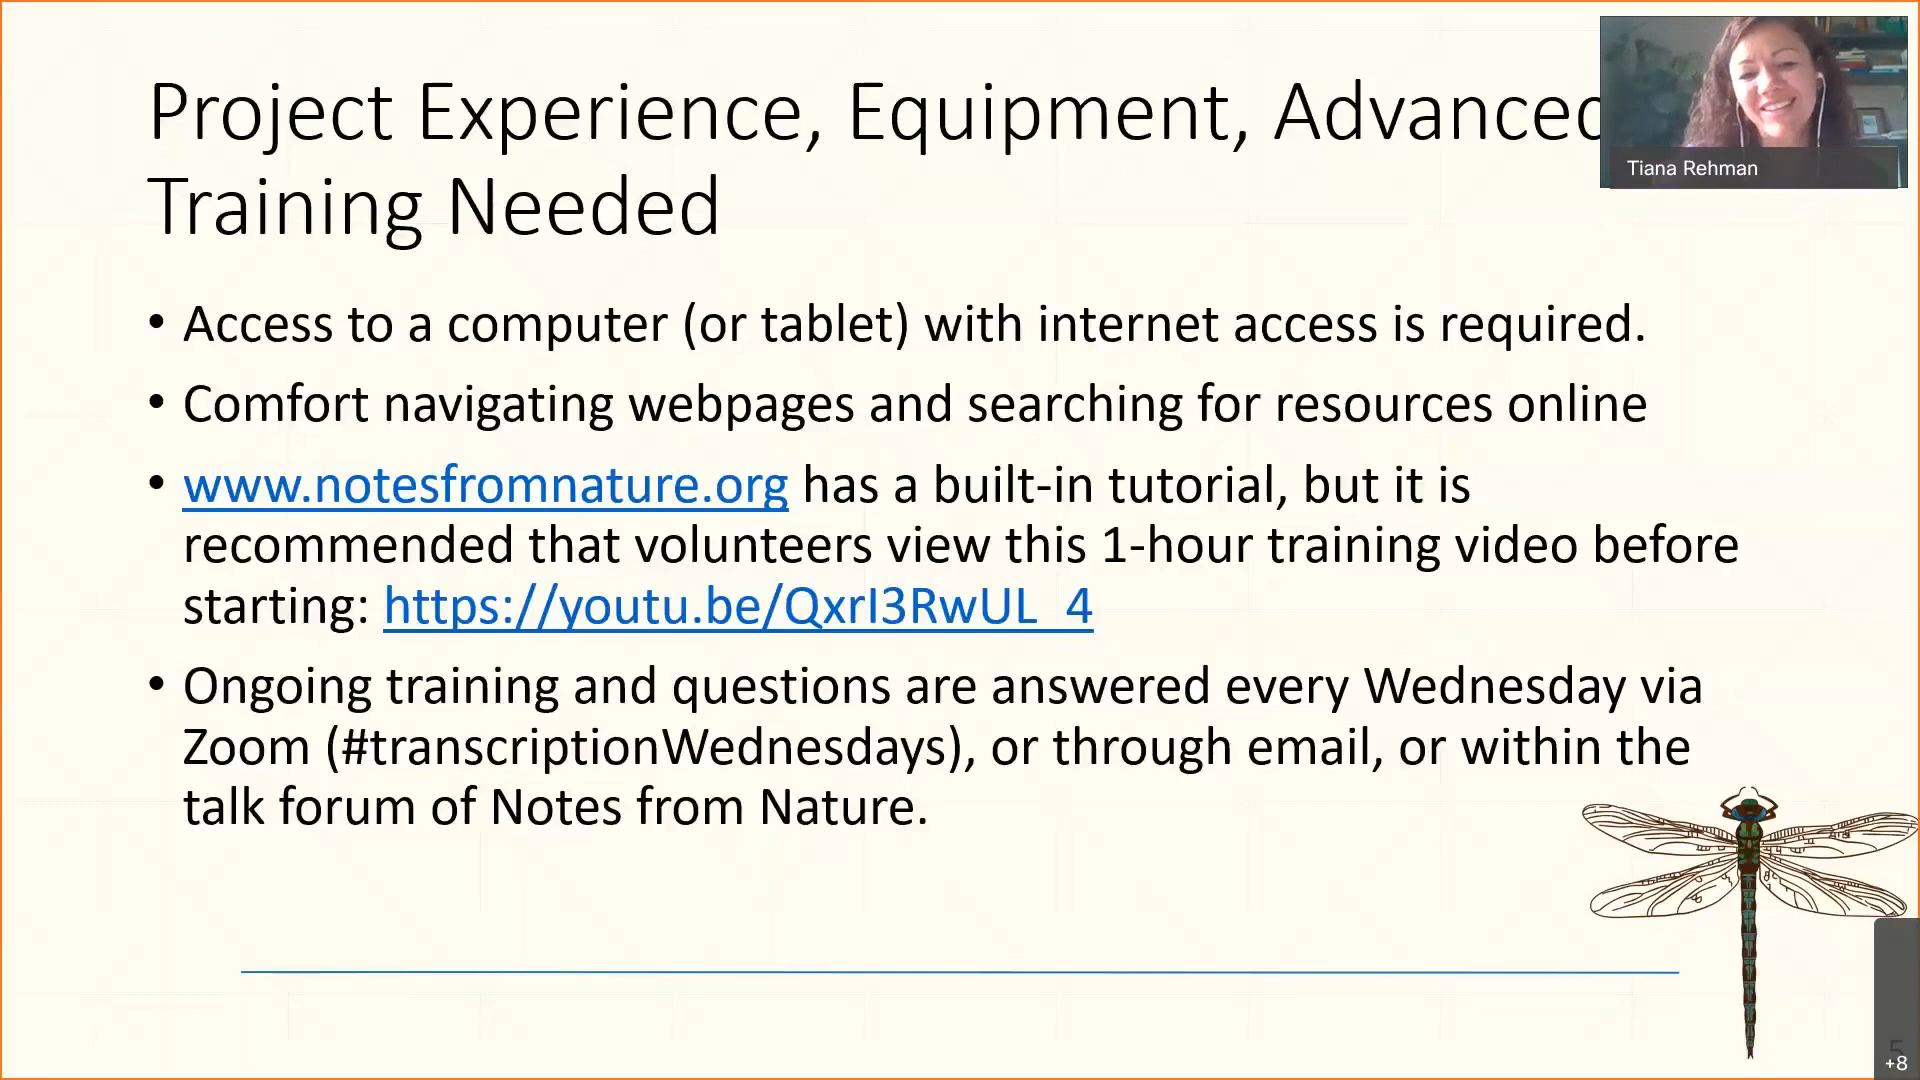 Project Experience, Equipment, Advanced
Training Needed
Tiana Rehman
• Access to a computer (or tablet) with internet access is required.
• Comfort navigating webpages and searching for resources online
• www.notesfromnature.org has a built-in tutorial, but it is
recommended that volunteers view this 1-hour training video before
starting: https://youtu.be/QxrI3RwUL_4
• Ongoing training and questions are answered every Wednesday via
Zoom (#transcriptionWednesdays), or through email, or within the
talk forum of Notes from Nature.
5
+8